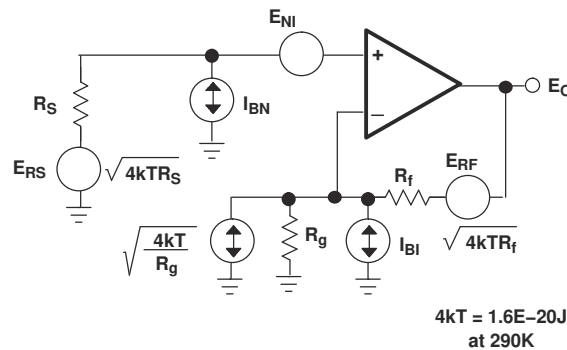 E_NI
+
E_O
R_S
I_BN
−
E_RS
√4kTR_S
R_f
E_RF
√4kT/R_g
R_g
I_BI
√4kTR_f
4kT = 1.6E−20J
at 290K